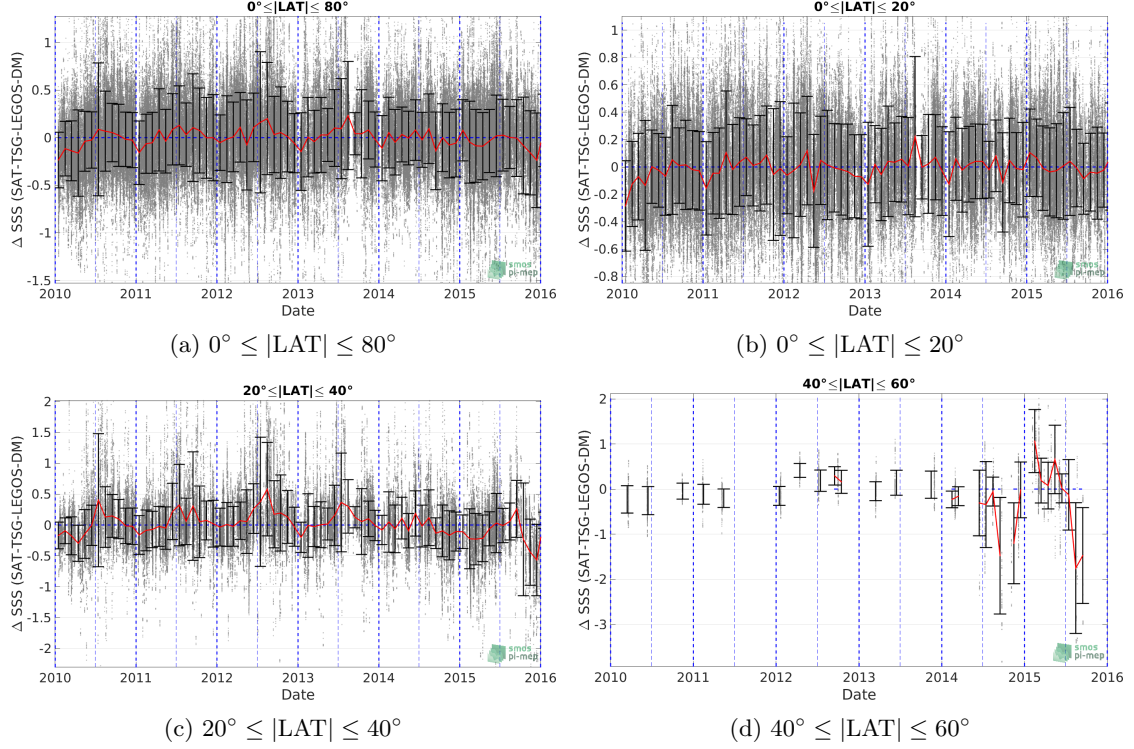 0°≤|LAT|≤ 80°
Δ SSS (SAT-TSG-LEGOS-DM)
1
0.5
0
-0.5
-1
-1.5
2010 2011 2012 2013 2014 2015 2016
Date
smos
pi-mep
(a) 0° ≤ |LAT| ≤ 80°
0°≤|LAT|≤ 20°
Δ SSS (SAT-TSG-LEGOS-DM)
1
0.8
0.6
0.4
0.2
0
-0.2
-0.4
-0.6
-0.8
2010 2011 2012 2013 2014 2015 2016
Date
smos
pi-mep
(b) 0° ≤ |LAT| ≤ 20°
20°≤|LAT|≤ 40°
Δ SSS (SAT-TSG-LEGOS-DM)
2
1.5
1
0.5
0
-0.5
-1
-1.5
-2
2010 2011 2012 2013 2014 2015 2016
Date
smos
pi-mep
(c) 20° ≤ |LAT| ≤ 40°
40°≤|LAT|≤ 60°
Δ SSS (SAT-TSG-LEGOS-DM)
2
1
0
-1
-2
-3
2010 2011 2012 2013 2014 2015 2016
Date
smos
pi-mep
(d) 40° ≤ |LAT| ≤ 60°